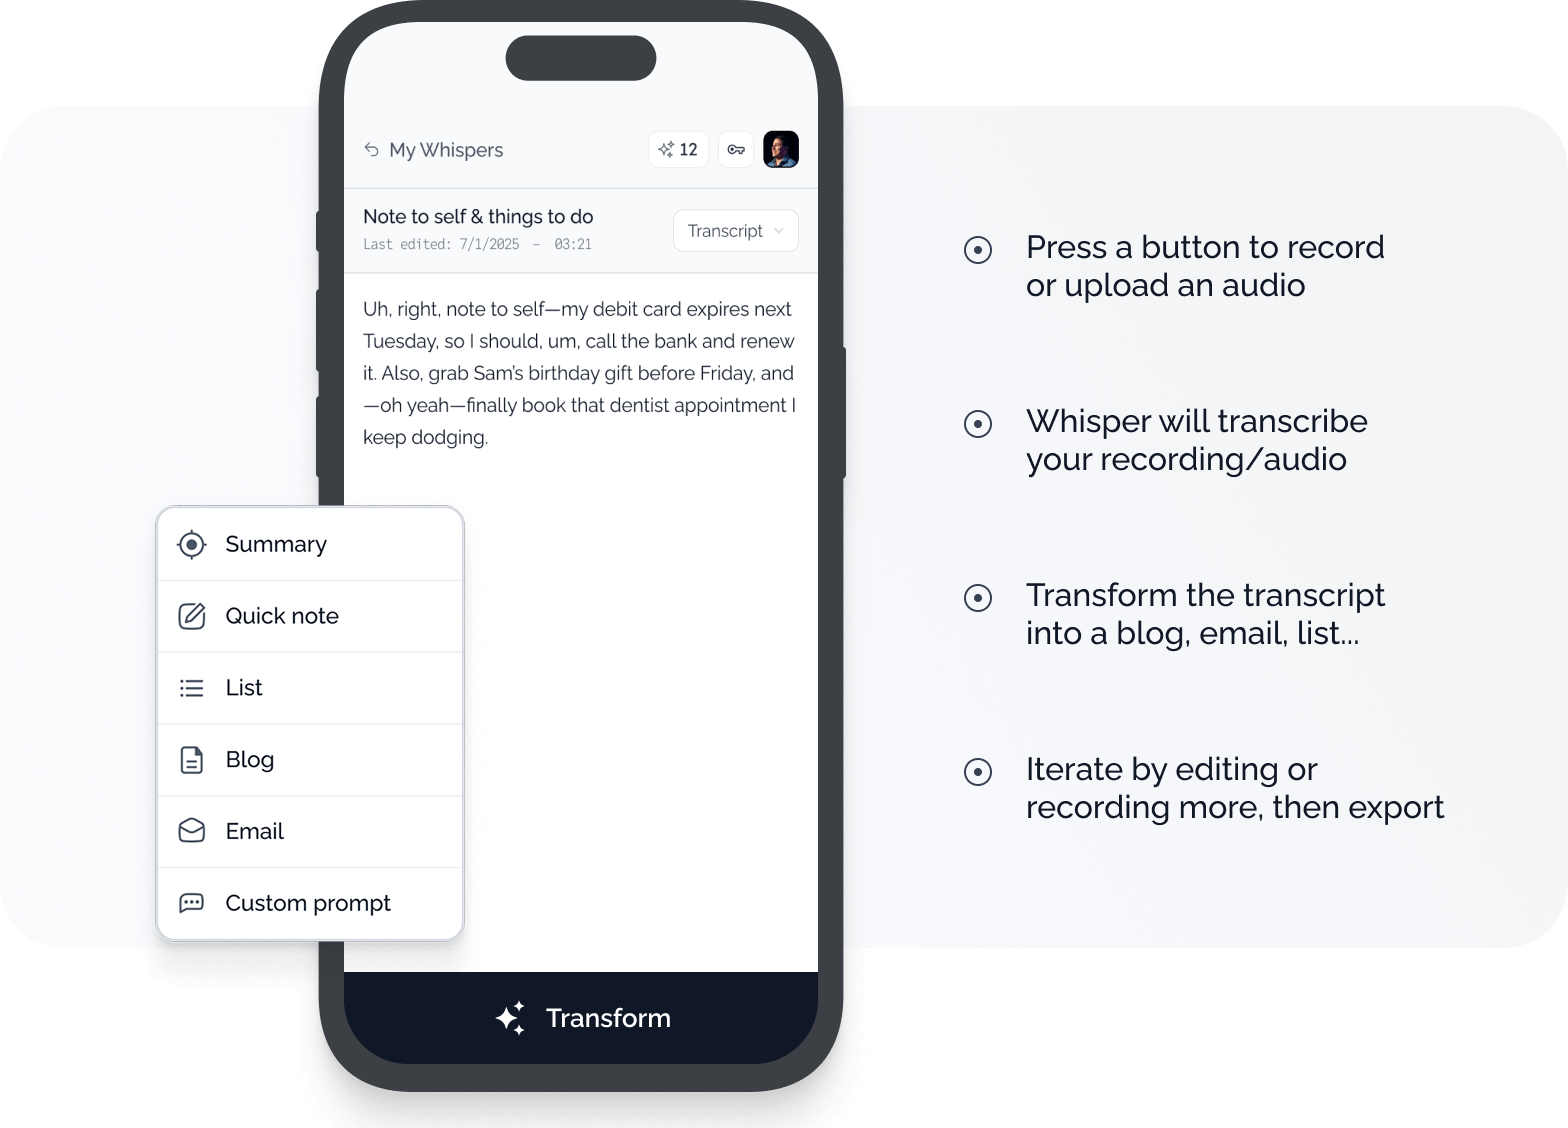 My Whispers
12
Note to self & things to do
Last edited: 7/1/2025 – 03:21
Transcript
Uh, right, note to self—my debit card expires next
Tuesday, so I should, um, call the bank and renew
it. Also, grab Sam's birthday gift before Friday, and
—oh yeah—finally book that dentist appointment I
keep dodging.
Summary
Quick note
List
Blog
Email
Custom prompt
Transform
Press a button to record
or upload an audio
Whisper will transcribe
your recording/audio
Transform the transcript
into a blog, email, list...
Iterate by editing or
recording more, then export